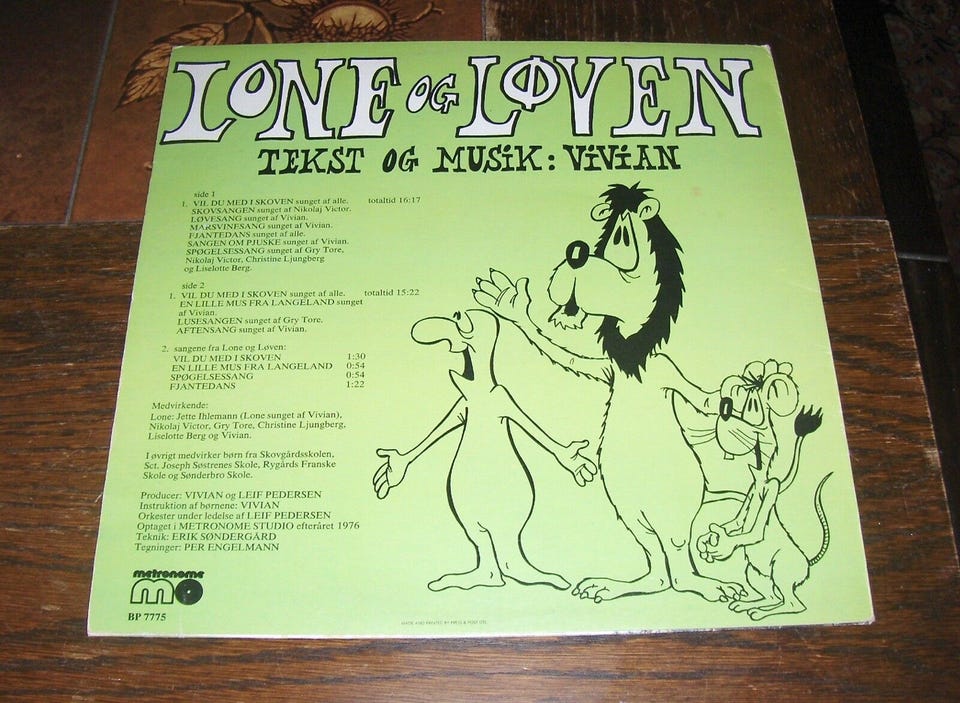 LONE OG LØVEN
TEKST OG MUSIK: VIVIAN
side 1
1. VIL DU MED I SKOVEN sunget af alle. totaltid 16:17
SKOVSANGEN sunget af Nikolaj Victor.
LØVESANG sunget af Vivian.
MARSVINESANG sunget af Vivian.
FJANTEDANS sunget af alle.
SANGEN OM PJUSKE sunget af Vivian.
SPØGELSESSANG sunget af Gry Tore,
Nikolaj Victor, Christine Ljungberg
og Liselotte Berg.
side 2
1. VIL DU MED I SKOVEN sunget af alle. totaltid 15:22
EN LILLE MUS FRA LANGELAND sunget
af Vivian.
LUSESANGEN sunget af Gry Tore.
AFTENSANG sunget af Vivian.
2. sangene fra Lone og Løven:
VIL DU MED I SKOVEN 1:30
EN LILLE MUS FRA LANGELAND 0:54
SPØGELSESSANG 0:54
FJANTEDANS 1:22
Medvirkende:
Lone: Jette Ihlemann (Lone sunget af Vivian),
Nikolaj Victor, Gry Tore, Christine Ljungberg,
Liselotte Berg og Vivian.
I øvrigt medvirker børn fra Skovgårdsskolen,
Sct. Joseph Søstrenes Skole, Rygårds Franske
Skole og Sønderbro Skole.
Producer: VIVIAN og LEIF PEDERSEN
Instruktion af børnene: VIVIAN
Orkester under ledelse af LEIF PEDERSEN
Optaget i METRONOME STUDIO efteråret 1976
Teknik: ERIK SØNDERGÅRD
Tegninger: PER ENGELMANN
metronome
mo
BP 7775
MADE AND PRINTED BY